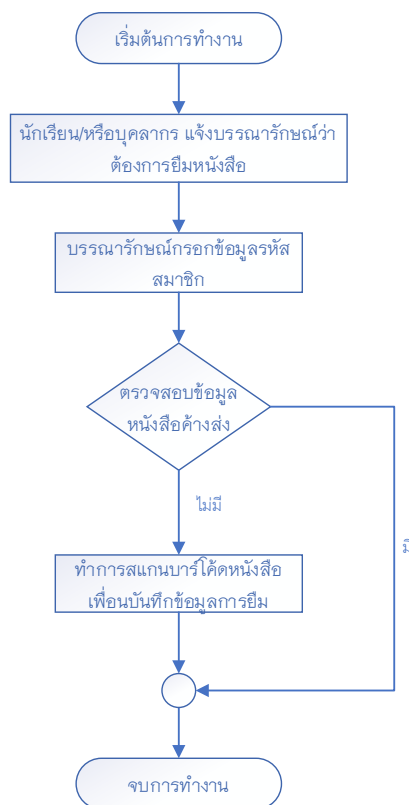 เริ่มต้นการทำงาน
นักเรียน/หรือบุคลากร แจ้งบรรณารักษณ์ว่า
ต้องการยืมหนังสือ
บรรณารักษณ์กรอกข้อมูลรหัส
สมาชิก
ตรวจสอบข้อมูล
หนังสือค้างส่ง
ไม่มี
ทำการสแกนบาร์โค้ดหนังสือ
เพื่อนบันทึกข้อมูลการยืม
จบการทำงาน